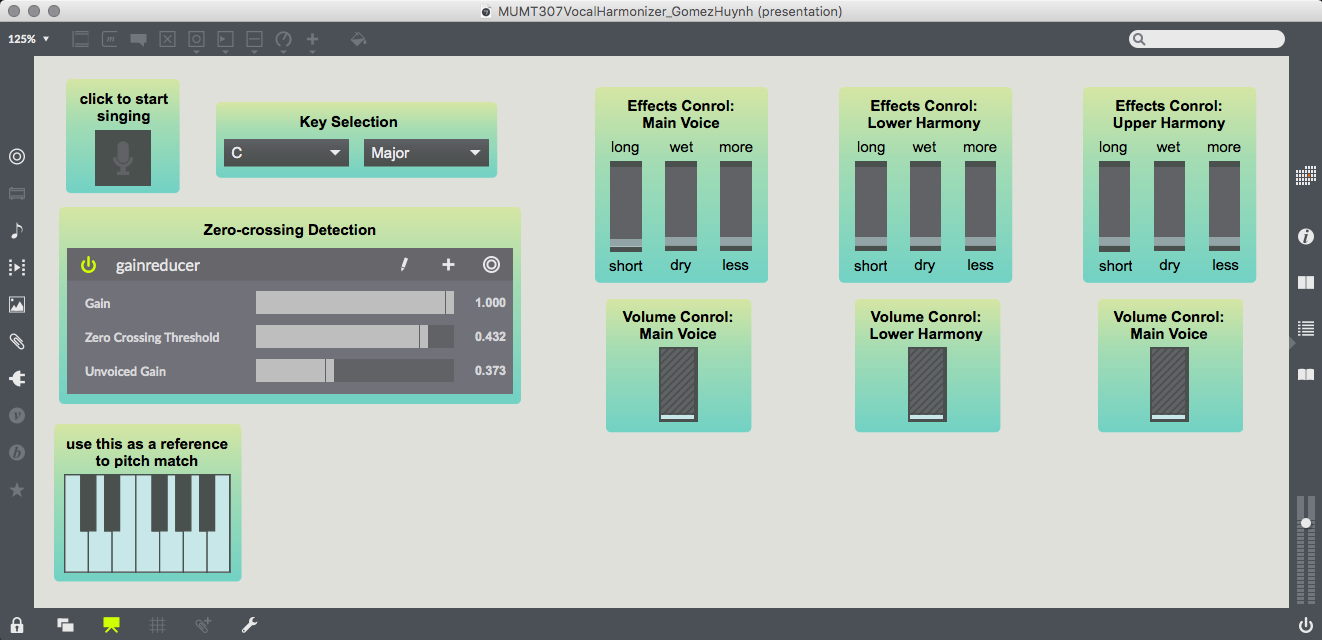 MUMT307VocalHarmonizer_GomezHuynh (presentation)
125%
click to start
singing
Key Selection
C
Major
Zero-crossing Detection
gainreducer
Gain
1.000
Zero Crossing Threshold
0.432
Unvoiced Gain
0.373
use this as a reference
to pitch match
Effects Conrol:
Main Voice
long wet more
short dry less
Effects Conrol:
Lower Harmony
long wet more
short dry less
Effects Conrol:
Upper Harmony
long wet more
short dry less
Volume Conrol:
Main Voice
Volume Conrol:
Lower Harmony
Volume Conrol:
Main Voice